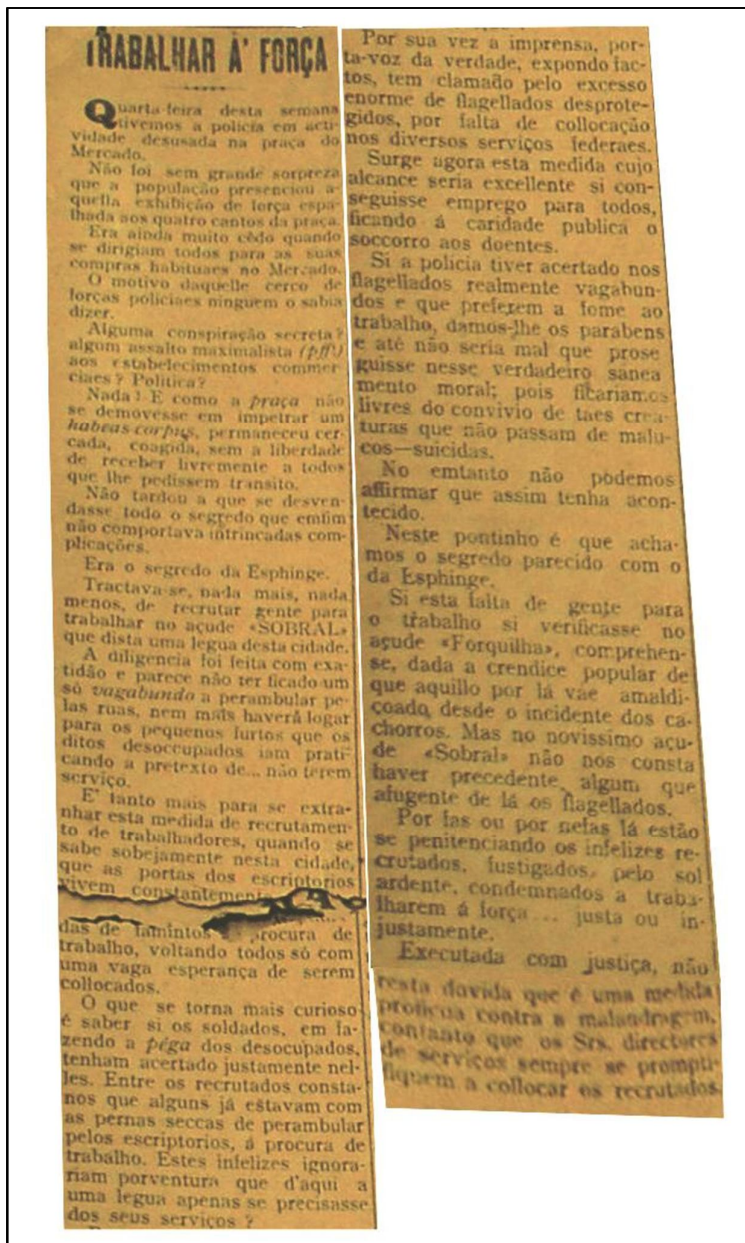 TRABALHAR Á' FORÇA
Quarta-feira desta semana
tivemos a policia em acti-
vidade desusada na praça do
Mercado.
Não foi sem grande sorpreza
que a população presenciou a-
quella exhibição de força espa-
lhada aos quatro cantos da praça.
Era ainda muito cêdo quando
se dirigiam todos para as suas
compras habituaes no Mercado.
O motivo daquelle cerco de
forças policiaes ninguem o sabia
dizer.
Alguma conspiração secreta?
algum assalto maximalista (pff!)
aos estabelecimentos commer-
ciaes? Politica?
Nada! E como a praça não
se demovesse em impetrar um
habeas corpus, permaneceu cer-
cada, coagida, sem a liberdade
de receber livremente a todos
que lhe pedissem transito.
Não tardou a que se desven-
dasse todo o segredo que emfim
não comportava intrincadas com-
plicações.
Era o segredo da Esphinge.
Tractava-se, nada mais, nada
menos, de recrutar gente para
trabalhar no açude «SOBRAL»
que dista uma legua desta cidade.
A diligencia foi feita com exa-
tidão e parece não ter ficado um
só vagabundo a perambular pe-
las ruas, nem mais haverá logar
para os pequenos furtos que os
ditos desoccupados iam prati-
cando a pretexto de... não terem
serviço.
E' tanto mais para se extra-
nhar esta medida de recrutamen-
to de trabalhadores, quando se
sabe sobejamente nesta cidade,
que as portas dos escriptorios
vivem
das de famintos procura de
trabalho, voltando todos só com
uma vaga esperança de serem
collocados.
O que se torna mais curioso
é saber si os soldados, em fa-
zendo a péga dos desocupados,
tenham acertado justamente nel-
les. Entre os recrutados consta-
nos que alguns já estavam com
as pernas seccas de perambular
pelos escriptorios, á procura de
trabalho. Estes infelizes ignora-
riam porventura que d'aqui a
uma legua apenas se precisasse
dos seus serviços?
Por sua vez a imprensa, por-
ta-voz da verdade, expondo fac-
tos, tem clamado pelo excesso
enorme de flagellados desprote-
gidos, por falta de collocação
nos diversos serviços federaes.
Surge agora esta medida cujo
alcance seria excellente si con-
seguisse emprego para todos,
ficando á caridade publica o
soccorro aos doentes.
Si a policia tiver acertado nos
flagellados realmente vagabun-
dos e que preferem a fome ao
trabalho, damos-lhe os parabens
e até não seria mal que prose
guisse nesse verdadeiro sanea
mento moral; pois ficariamos
livres do convivio de taes crea-
turas que não passam de malu-
cos—suicidas.
No emtanto não podemos
affirmar que assim tenha acon-
tecido.
Neste pontinho é que acha-
mos o segredo parecido com o
da Esphinge.
Si esta falta de gente para
o trabalho si verificasse no
açude «Forquilha», comprehen-
se, dada a crendice popular de
que aquillo por lá vae amaldi-
çoado desde o incidente dos ca-
chorros. Mas no novissimo açu-
de «Sobral» não nos consta
haver precedente algum que
afugente de lá os flagellados.
Por fas ou por nefas lá estão
se penitenciando os infelizes re-
crutados, fustigados pelo sol
ardente, condemnados a traba-
lharem á força... justa ou in-
justamente.
Executada com justiça, não
resta duvida que é uma medida
proficua contra a malandragem,
contanto que os Srs. directores
de serviços sempre se prompti-
fiquem a collocar os recrutados.